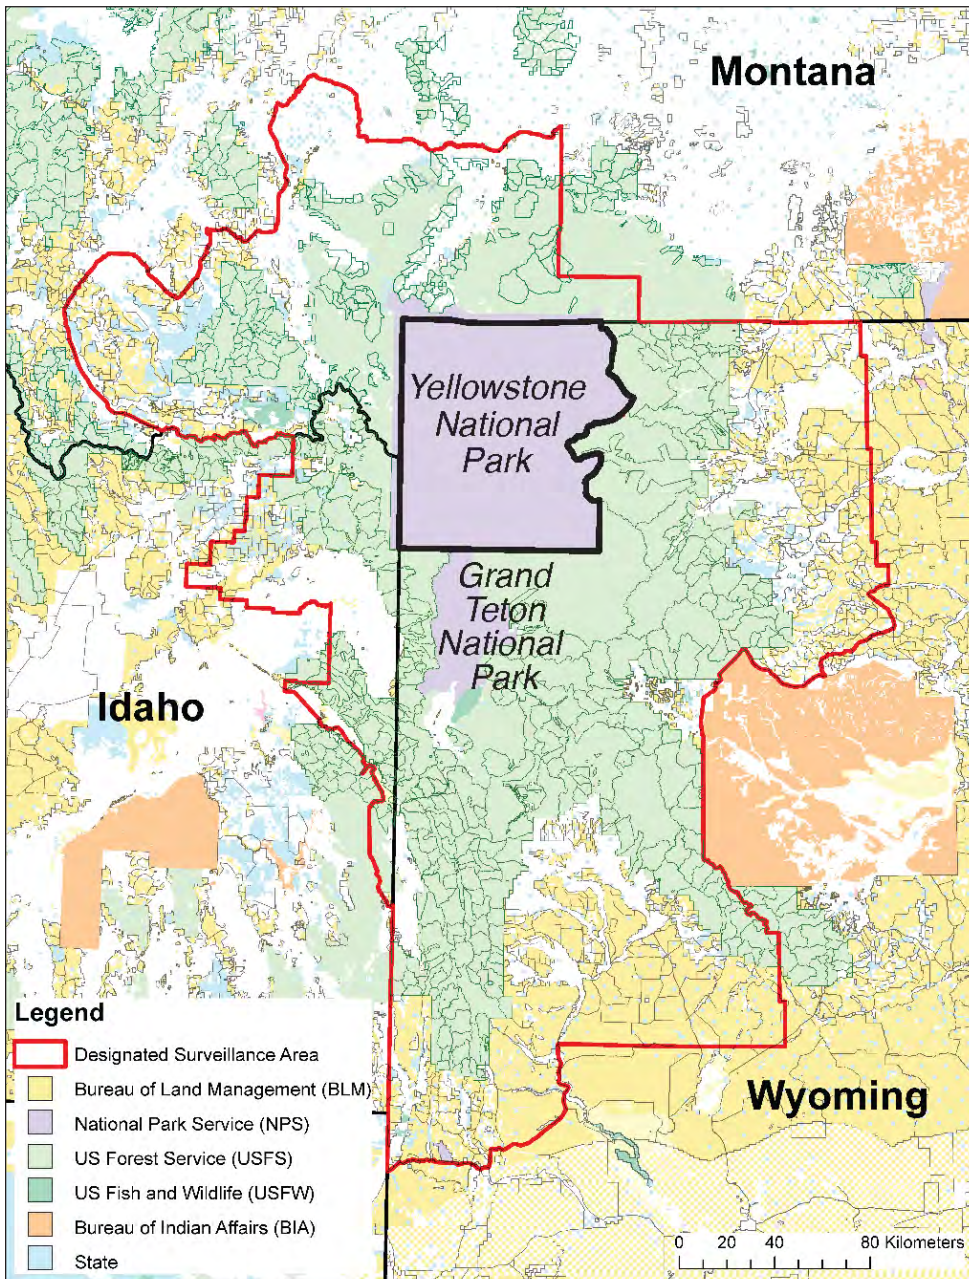 Montana
Yellowstone
National
Park
Grand
Teton
National
Park
Idaho
Wyoming
Legend
Designated Surveillance Area
Bureau of Land Management (BLM)
National Park Service (NPS)
US Forest Service (USFS)
US Fish and Wildlife (USFW)
Bureau of Indian Affairs (BIA)
State
0 20 40 80 Kilometers